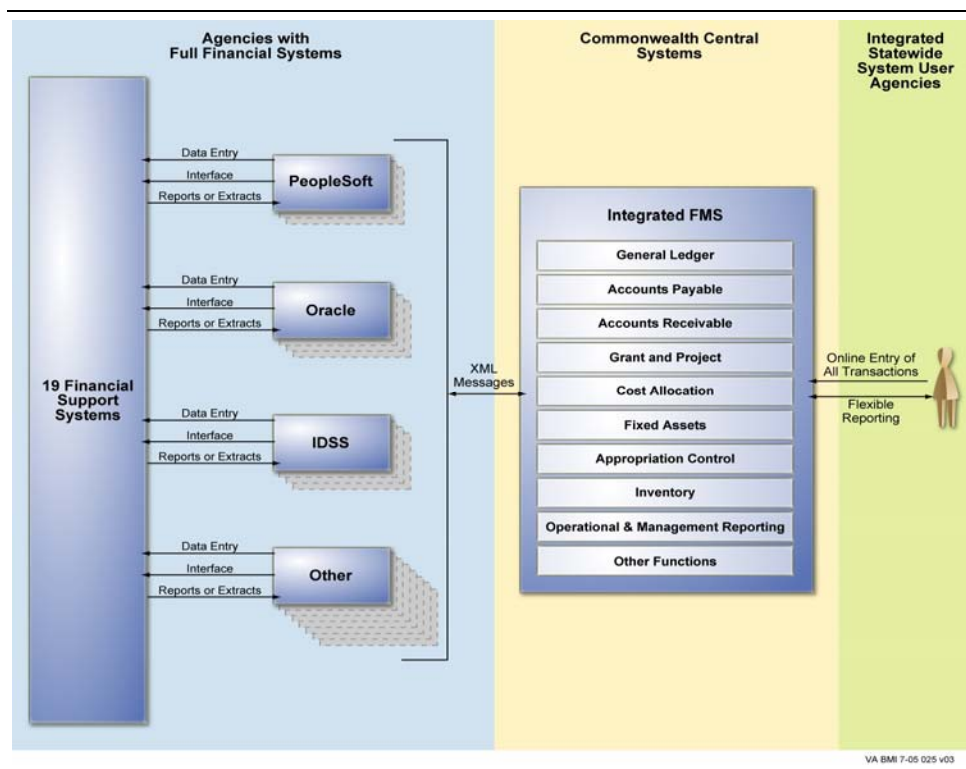 Agencies with
Full Financial Systems
Commonwealth Central
Systems
Integrated
Statewide
System User
Agencies
19 Financial
Support
Systems
Data Entry
Interface
Reports or Extracts
PeopleSoft
Data Entry
Interface
Reports or Extracts
Oracle
Data Entry
Interface
Reports or Extracts
IDSS
Data Entry
Interface
Reports or Extracts
Other
XML
Messages
Integrated FMS
General Ledger
Accounts Payable
Accounts Receivable
Grant and Project
Cost Allocation
Fixed Assets
Appropriation Control
Inventory
Operational & Management Reporting
Other Functions
Online Entry of
All Transactions
Flexible
Reporting
VA BMI 7-05 025 v03